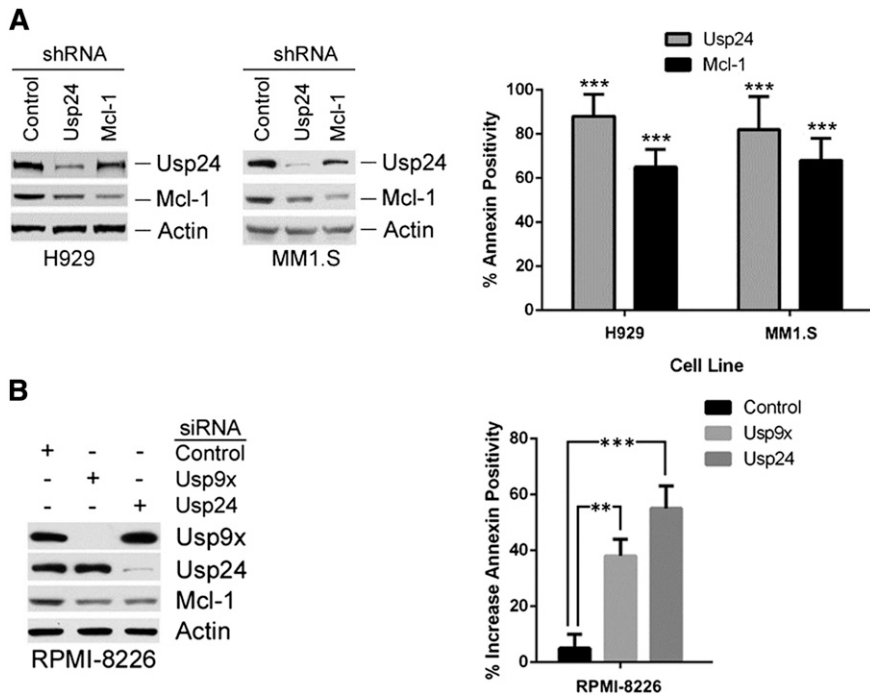 A
shRNA
Control Usp24 Mcl-1
Usp24
Mcl-1
Actin
H929
shRNA
Control Usp24 Mcl-1
Usp24
Mcl-1
Actin
MM1.S
Usp24
Mcl-1
% Annexin Positivity
100
80
60
40
20
0
*** *** *** ***
H929 MM1.S
Cell Line
B
siRNA
+ - - Control
- + - Usp9x
- - + Usp24
Usp9x
Usp24
Mcl-1
Actin
RPMI-8226
Control
Usp9x
Usp24
% Increase Annexin Positivity
80
60
40
20
0
***
**
RPMI-8226